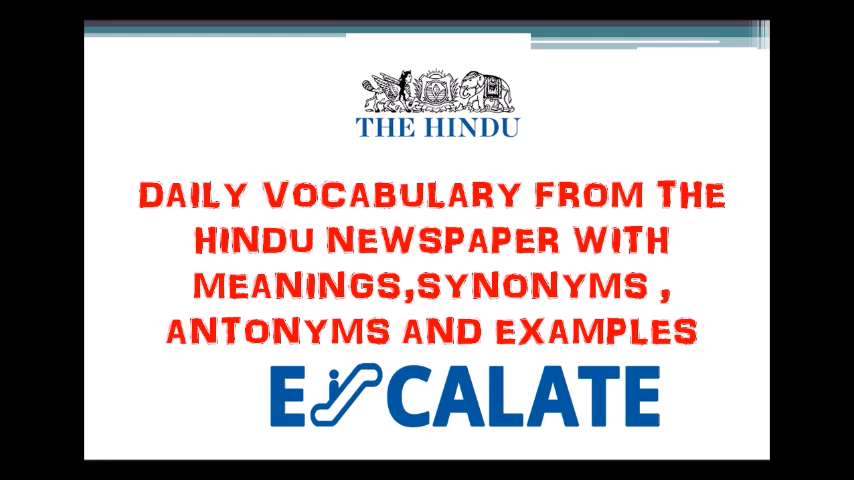 THE HINDU
DAILY VOCABULARY FROM THE
HINDU NEWSPAPER WITH
MEANINGS,SYNONYMS ,
ANTONYMS AND EXAMPLES
ESCALATE